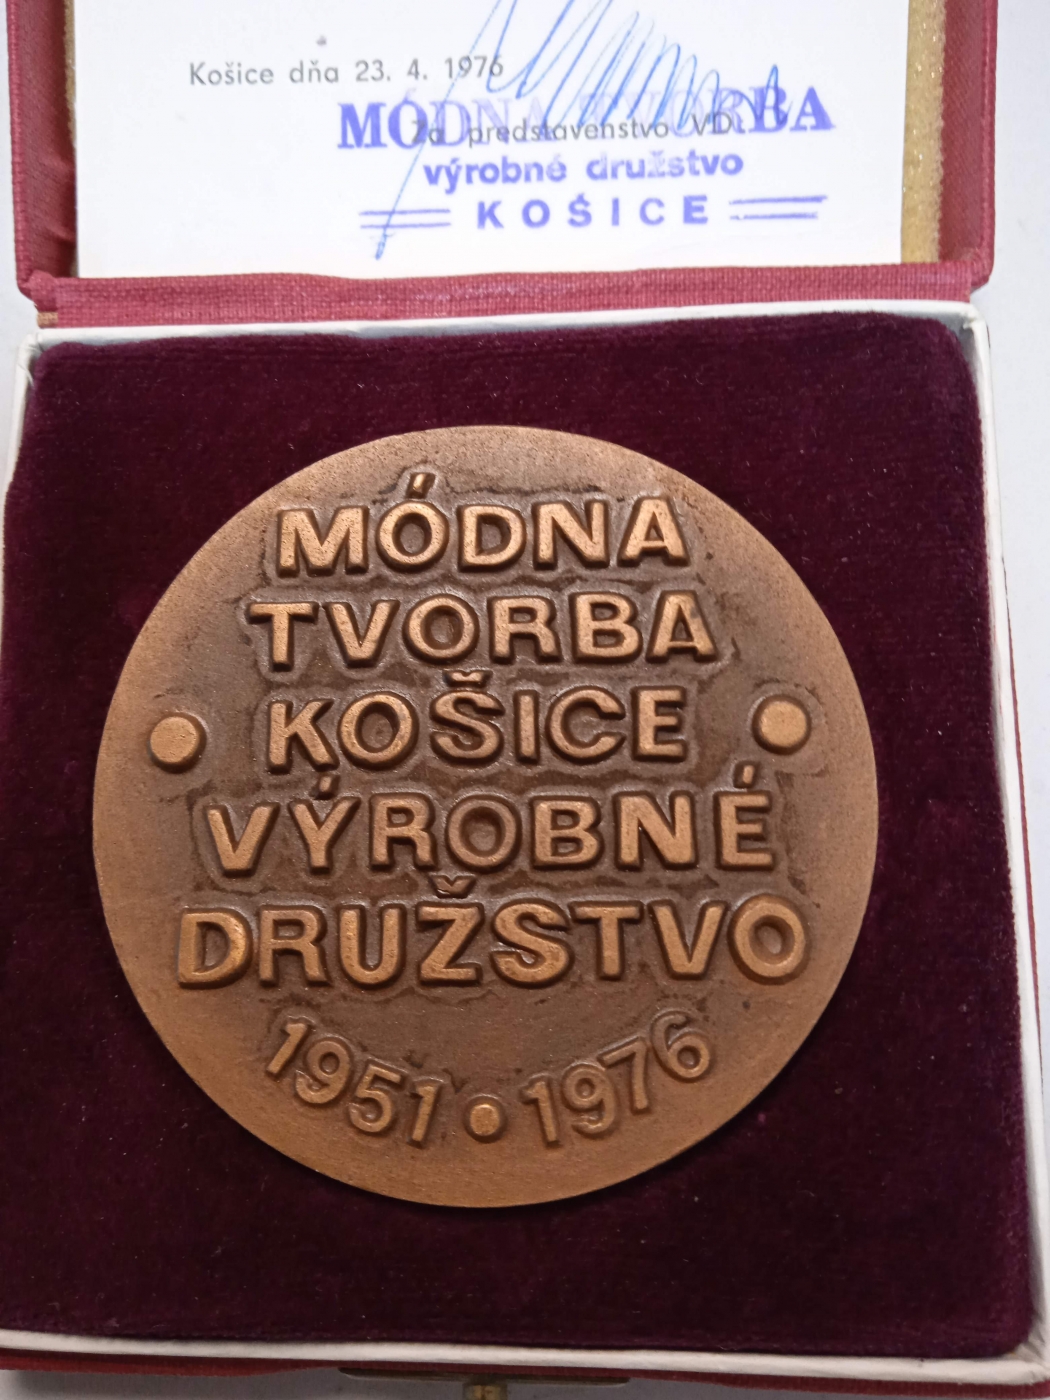 Košice dňa 23. 4. 1976
MÓDNA TVORBA
Za predstavenstvo VD
výrobné družstvo
KOŠICE
MÓDNA
TVORBA
KOŠICE
VÝROBNÉ
DRUŽSTVO
1951 • 1976